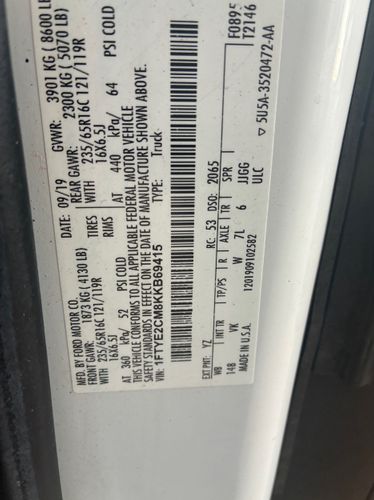 MFD. BY FORD MOTOR CO.
09/19
GVWR: 3901 KG ( 8600 LB
FRONT GAWR: 1873 KG ( 4130 LB)
REAR GAWR: 2300 KG ( 5070 LB)
WITH 235/65R16C 121/119R TIRES
WITH 235/65R16C 121/119R
16X6.5J RIMS
16X6.5J
AT 360 kPa/ 52 PSI COLD
AT 440 kPa/ 64 PSI COLD
THIS VEHICLE CONFORMS TO ALL APPLICABLE FEDERAL MOTOR VEHICLE
SAFETY STANDARDS IN EFFECT ON THE DATE OF MANUFACTURE SHOWN ABOVE.
VIN: 1FTYE2CM8KKB69415
TYPE: Truck
F0895
T2146
EXT PNT: YZ RC: 53 DSO: 2065
WB INT TR TP/PS R AXLE TR SPR
148 VK W 7L 6 JJGG
ULC
MADE IN U.S.A. 1201909102582
5U5A-3520472-AA